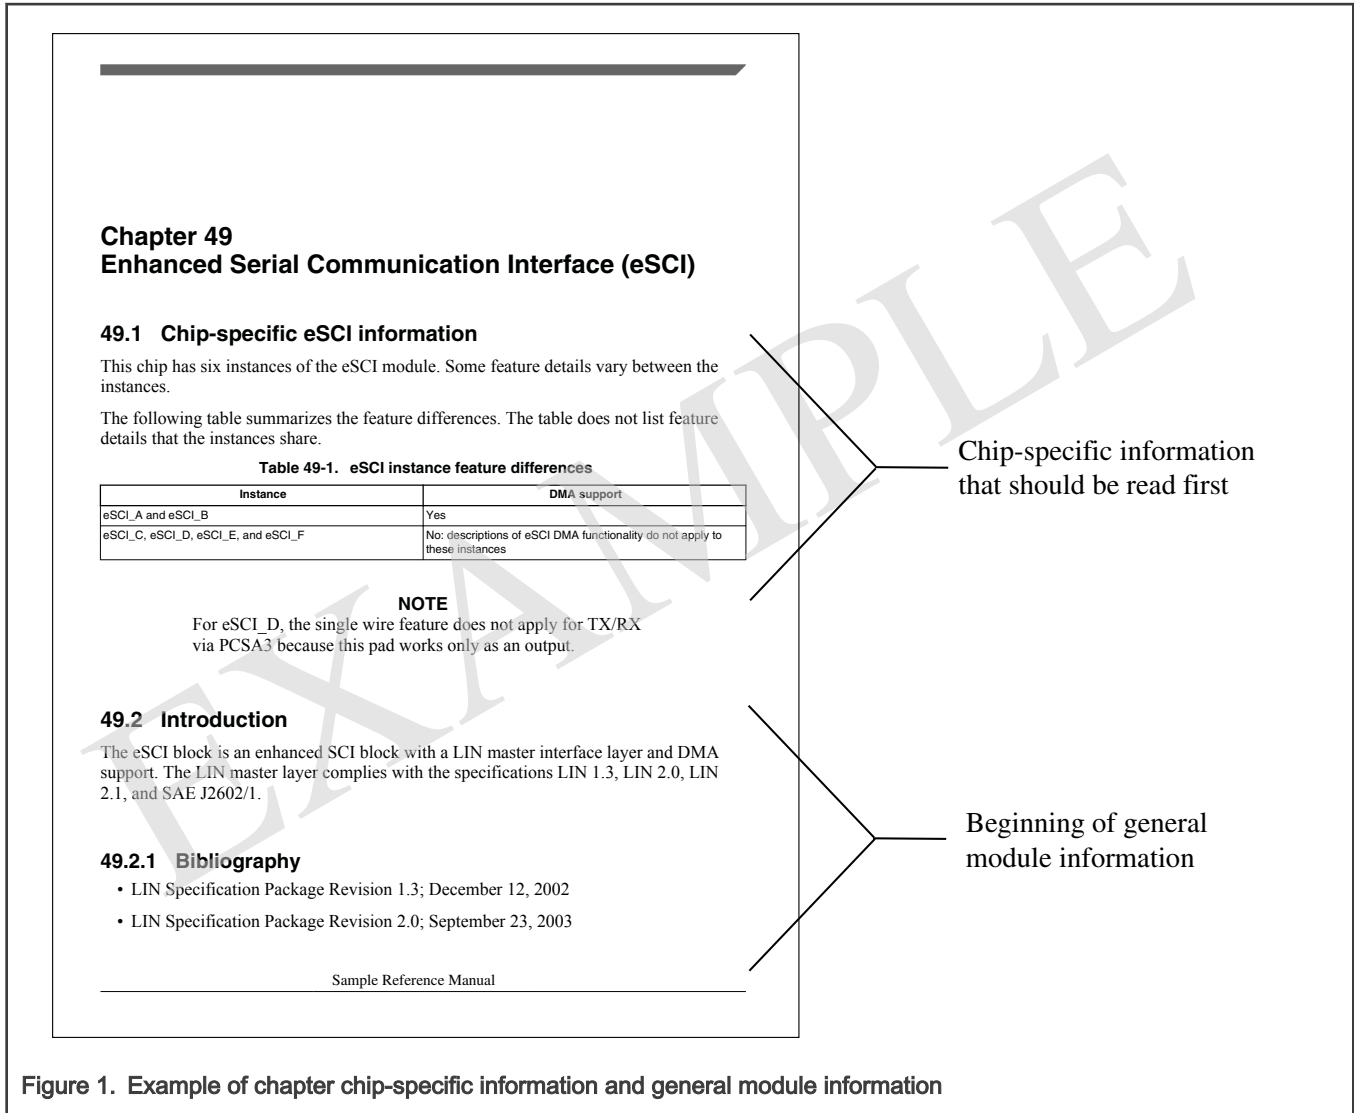 Chapter 49
Enhanced Serial Communication Interface (eSCI)
49.1 Chip-specific eSCI information
This chip has six instances of the eSCI module. Some feature details vary between the
instances.
The following table summarizes the feature differences. The table does not list feature
details that the instances share.
Table 49-1. eSCI instance feature differences
Instance DMA support
eSCI_A and eSCI_B Yes
eSCI_C, eSCI_D, eSCI_E, and eSCI_F No: descriptions of eSCI DMA functionality do not apply to
these instances
NOTE
For eSCI_D, the single wire feature does not apply for TX/RX
via PCSA3 because this pad works only as an output.
49.2 Introduction
The eSCI block is an enhanced SCI block with a LIN master interface layer and DMA
support. The LIN master layer complies with the specifications LIN 1.3, LIN 2.0, LIN
2.1, and SAE J2602/1.
49.2.1 Bibliography
• LIN Specification Package Revision 1.3; December 12, 2002
• LIN Specification Package Revision 2.0; September 23, 2003
Sample Reference Manual
EXAMPLE
Chip-specific information
that should be read first
Beginning of general
module information
Figure 1. Example of chapter chip-specific information and general module information